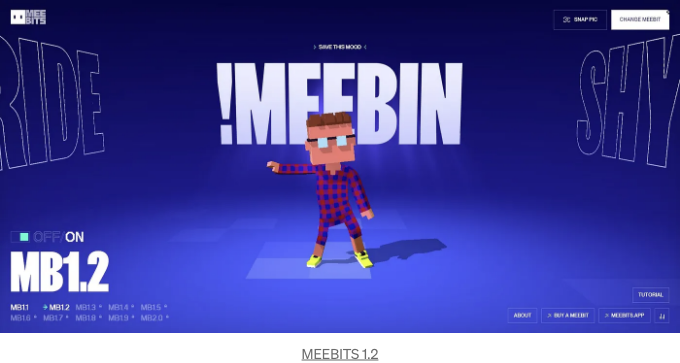 MEE
BITS
SNAP PIC
CHANGE MEEBIT
SAVE THIS MOOD
RIDE
!MEEBIN
SHY
OFF/ON
MB1.2
MB1.1 → MB1.2 MB1.3 MB1.4 MB1.5
MB1.6 MB1.7 MB1.8 MB1.9 MB2.0
TUTORIAL
ABOUT
BUY A MEEBIT
MEEBITS.APP
MEEBITS 1.2